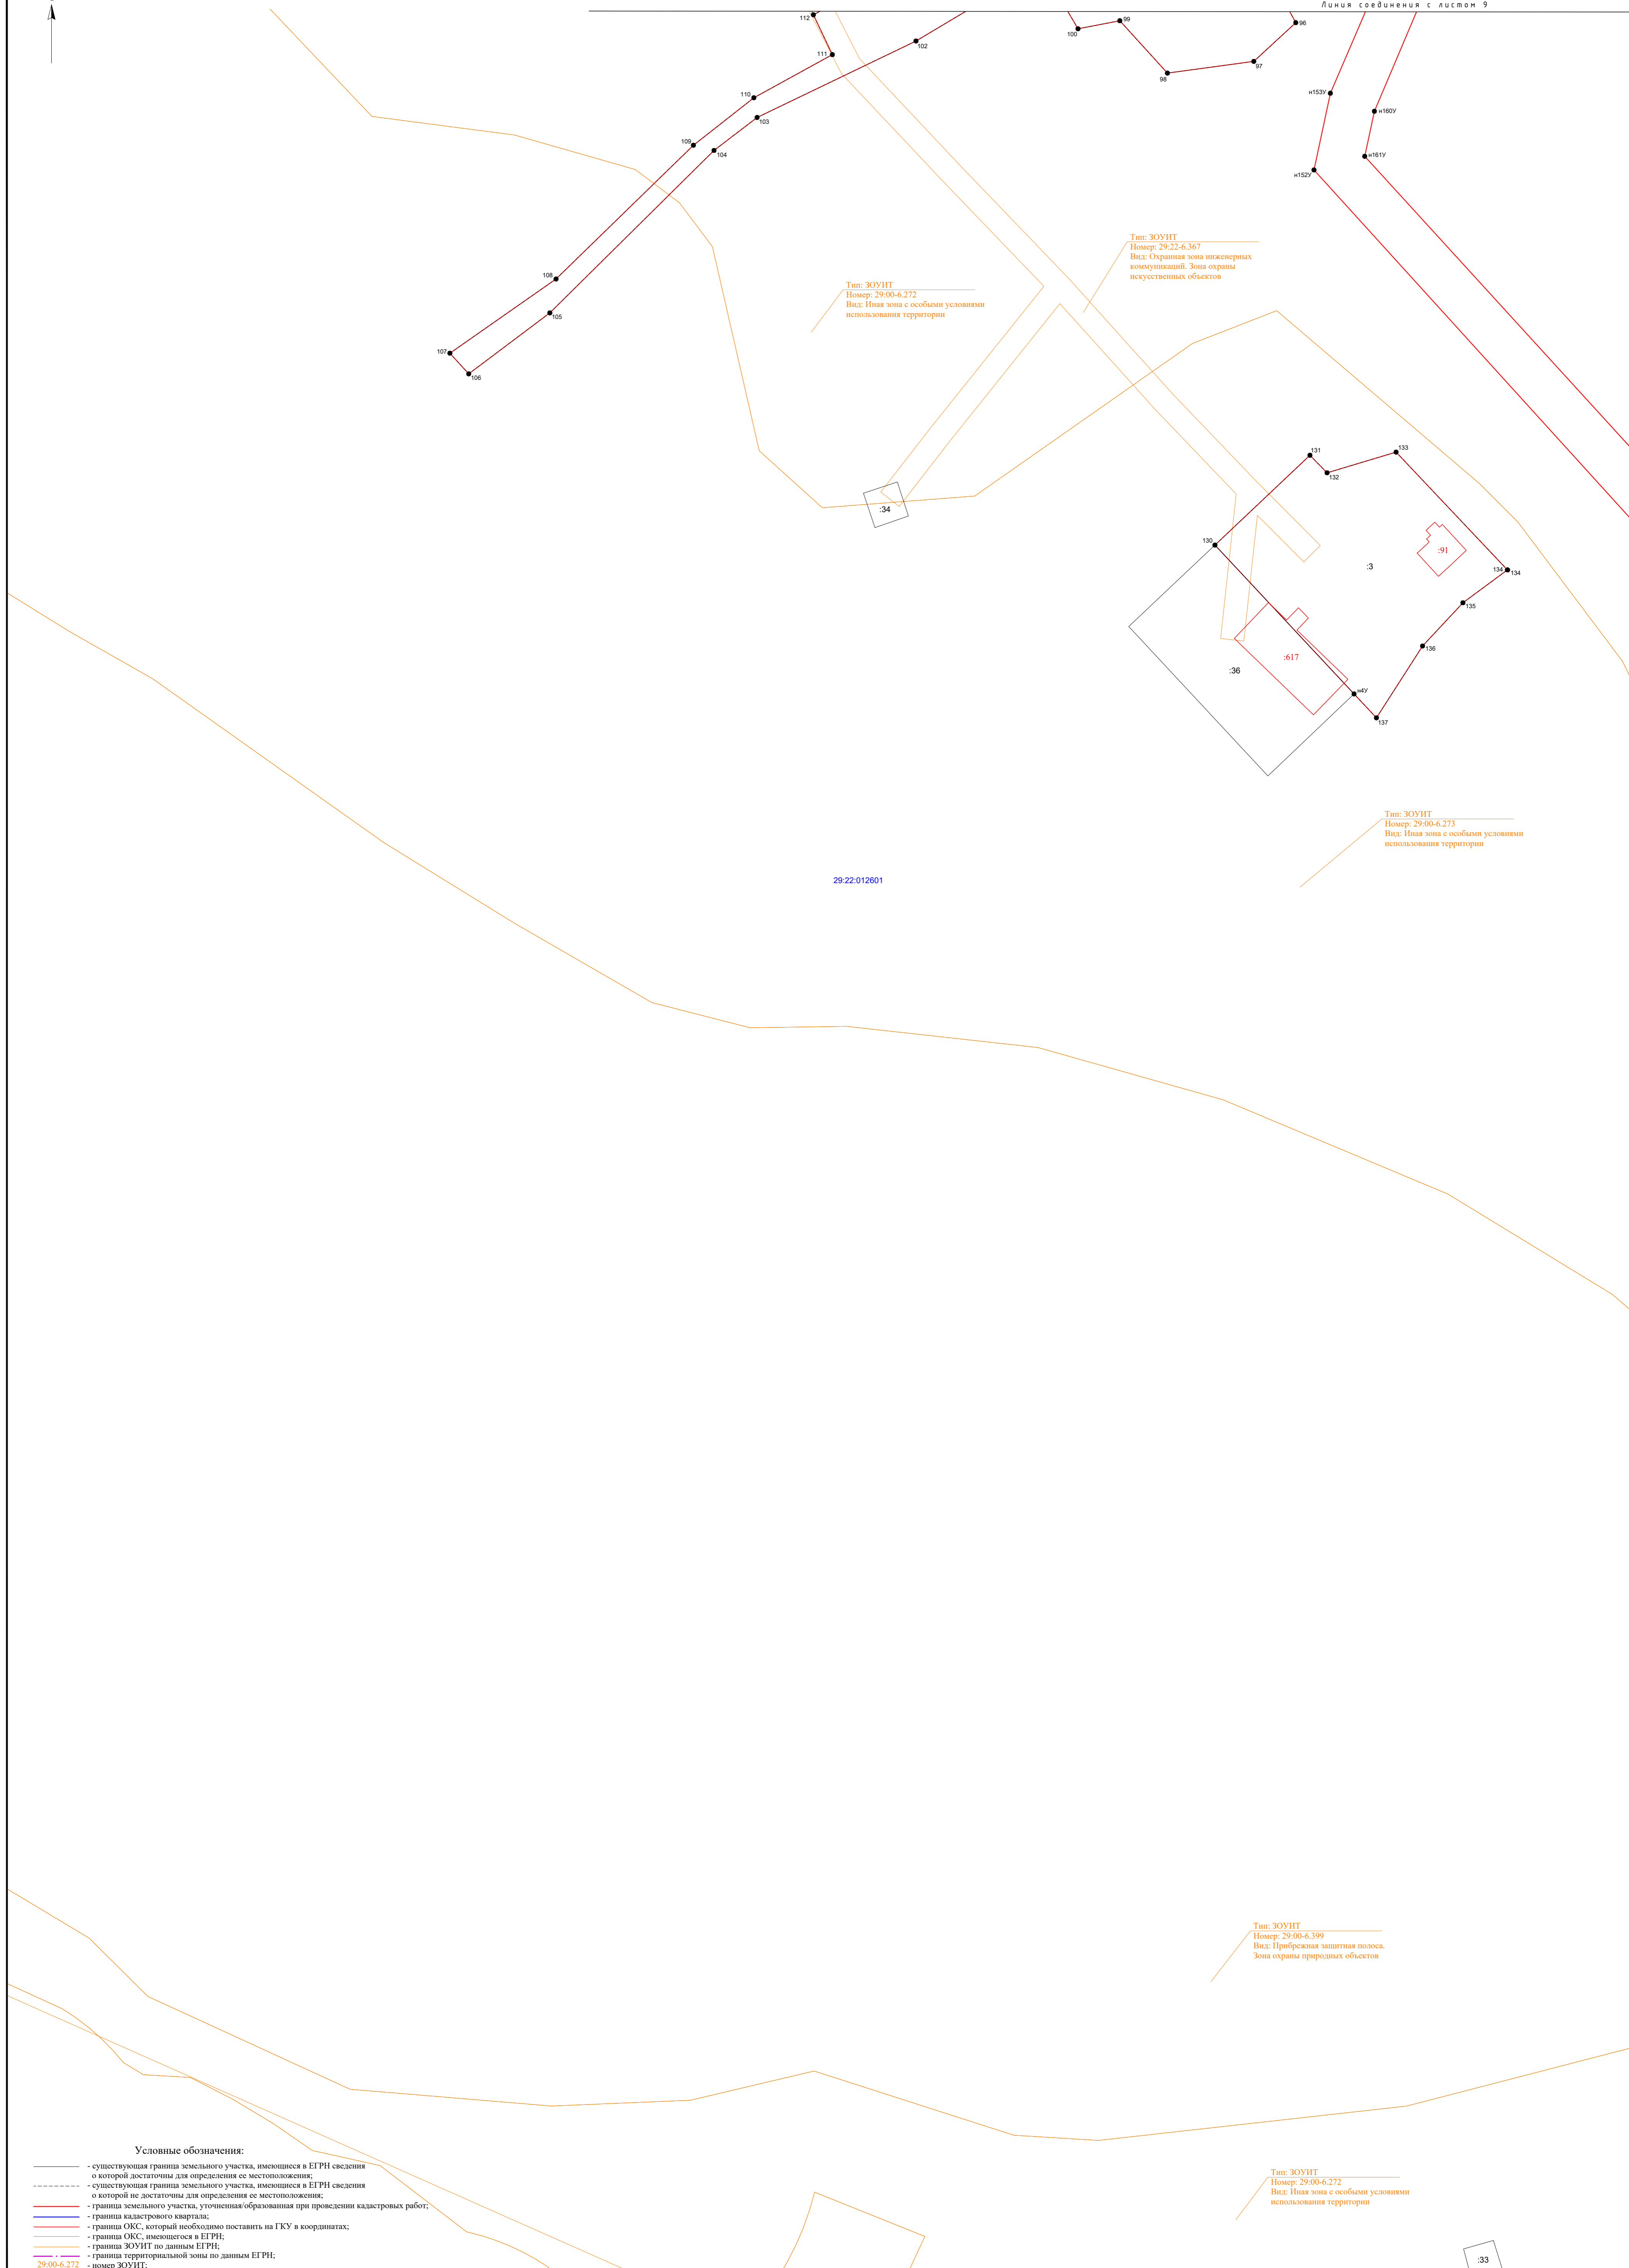 Линия соединения с листом 9
112
99
96
100
102
111
97
98
н153У
110
н160У
103
109
104
н161У
н152У
Тип: ЗОУИТ
Номер: 29:22-6.367
Вид: Охранная зона инженерных
коммуникаций. Зона охраны
искусственных объектов
108
Тип: ЗОУИТ
Номер: 29:00-6.272
Вид: Иная зона с особыми условиями
использования территории
105
107
106
131
133
132
:34
130
:91
:3
134
134
135
136
:617
:36
н4У
137
Тип: ЗОУИТ
Номер: 29:00-6.273
Вид: Иная зона с особыми условиями
использования территории
29:22:012601
Тип: ЗОУИТ
Номер: 29:00-6.399
Вид: Прибрежная защитная полоса.
Зона охраны природных объектов
Тип: ЗОУИТ
Номер: 29:00-6.272
Вид: Иная зона с особыми условиями
использования территории
:33
Условные обозначения:
- существующая граница земельного участка, имеющиеся в ЕГРН сведения
о которой достаточны для определения ее местоположения;
- существующая граница земельного участка, имеющиеся в ЕГРН сведения
о которой не достаточны для определения ее местоположения;
- граница земельного участка, уточненная/образованная при проведении кадастровых работ;
- граница кадастрового квартала;
- граница ОКС, который необходимо поставить на ГКУ в координатах;
- граница ОКС, имеющегося в ЕГРН;
- граница ЗОУИТ по данным ЕГРН;
- граница территориальной зоны по данным ЕГРН;
29:00-6.272 - номер ЗОУИТ;